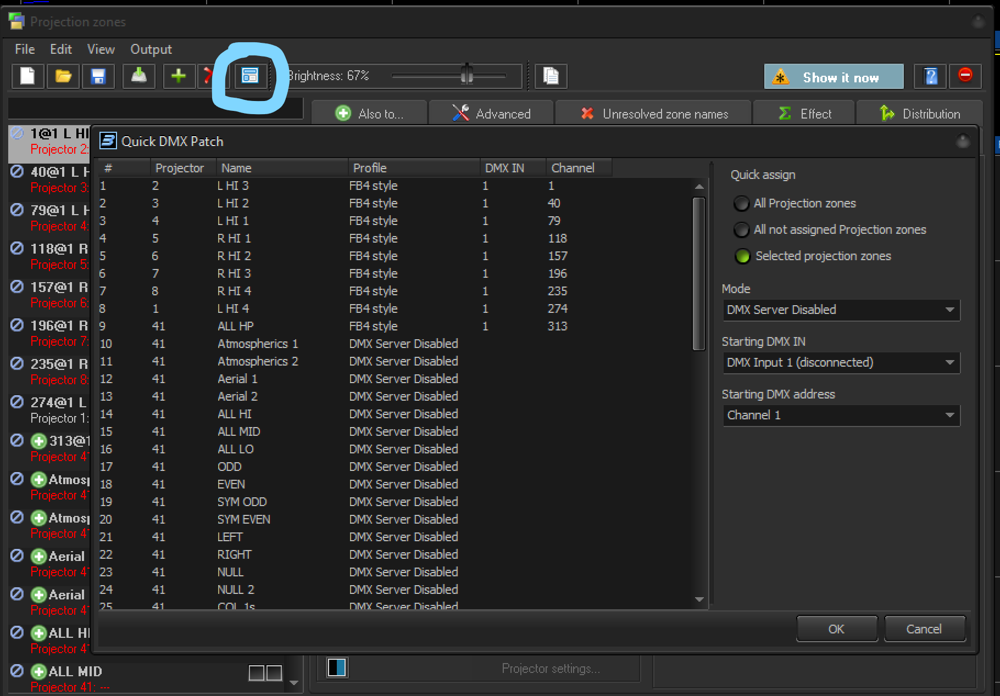 Projection zones
File Edit View Output
Brightness: 67%
Show it now
Also to... Advanced Unresolved zone names Effect Distribution
1@1 L HI
Projector 2:
40@1 L H
Projector 3:
79@1 L H
Projector 4:
118@1 R
Projector 5:
157@1 R
Projector 6:
196@1 R
Projector 7:
235@1 R
Projector 8:
274@1 L
Projector 1:
313@1
Projector 41
Atmosp
Projector 41
Atmosp
Projector 41
Aerial
Projector 41
Aerial
Projector 41
ALL HI
Projector 41
ALL MID
Projector 41: ---
Quick DMX Patch
# Projector Name Profile DMX IN Channel
1 2 L HI 3 FB4 style 1 1
2 3 L HI 2 FB4 style 1 40
3 4 L HI 1 FB4 style 1 79
4 5 R HI 1 FB4 style 1 118
5 6 R HI 2 FB4 style 1 157
6 7 R HI 3 FB4 style 1 196
7 8 R HI 4 FB4 style 1 235
8 1 L HI 4 FB4 style 1 274
9 41 ALL HP FB4 style 1 313
10 41 Atmospherics 1 DMX Server Disabled
11 41 Atmospherics 2 DMX Server Disabled
12 41 Aerial 1 DMX Server Disabled
13 41 Aerial 2 DMX Server Disabled
14 41 ALL HI DMX Server Disabled
15 41 ALL MID DMX Server Disabled
16 41 ALL LO DMX Server Disabled
17 41 ODD DMX Server Disabled
18 41 EVEN DMX Server Disabled
19 41 SYM ODD DMX Server Disabled
20 41 SYM EVEN DMX Server Disabled
21 41 LEFT DMX Server Disabled
22 41 RIGHT DMX Server Disabled
23 41 NULL DMX Server Disabled
24 41 NULL 2 DMX Server Disabled
25 41 COL 1s DMX Server Disabled
Quick assign
All Projection zones
All not assigned Projection zones
Selected projection zones
Mode
DMX Server Disabled
Starting DMX IN
DMX Input 1 (disconnected)
Starting DMX address
Channel 1
OK Cancel
Projector settings...